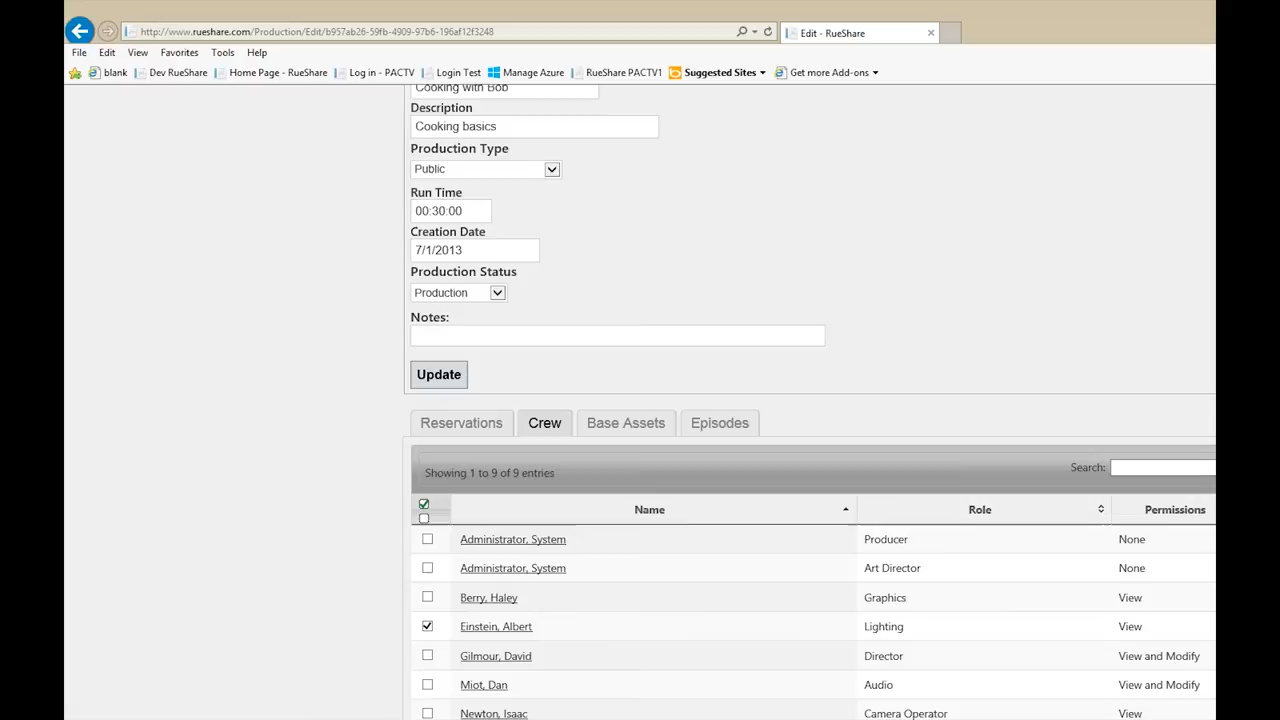 http://www.rueshare.com/Production/Edit/b957ab26-59fb-4909-97b6-196af12f3248
Edit - RueShare
File Edit View Favorites Tools Help
blank Dev RueShare Home Page - RueShare Log in - PACTV Login Test Manage Azure RueShare PACTV1 Suggested Sites Get more Add-ons
Cooking with Bob
Description
Cooking basics
Production Type
Public
Run Time
00:30:00
Creation Date
7/1/2013
Production Status
Production
Notes:
Update
Reservations Crew Base Assets Episodes
Showing 1 to 9 of 9 entries Search:
Name Role Permissions
Administrator, System Producer None
Administrator, System Art Director None
Berry, Haley Graphics View
Einstein, Albert Lighting View
Gilmour, David Director View and Modify
Miot, Dan Audio View and Modify
Newton, Isaac Camera Operator View